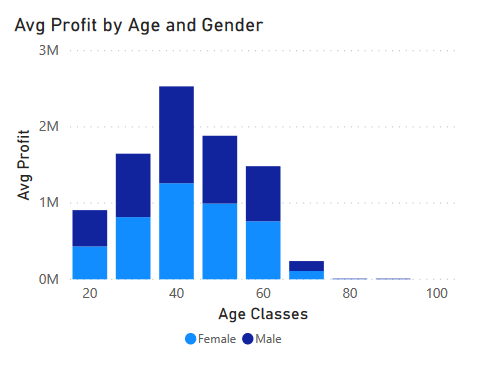 Avg Profit by Age and Gender
3M
2M
1M
0M
Avg Profit
20 40 60 80 100
Age Classes
Female Male